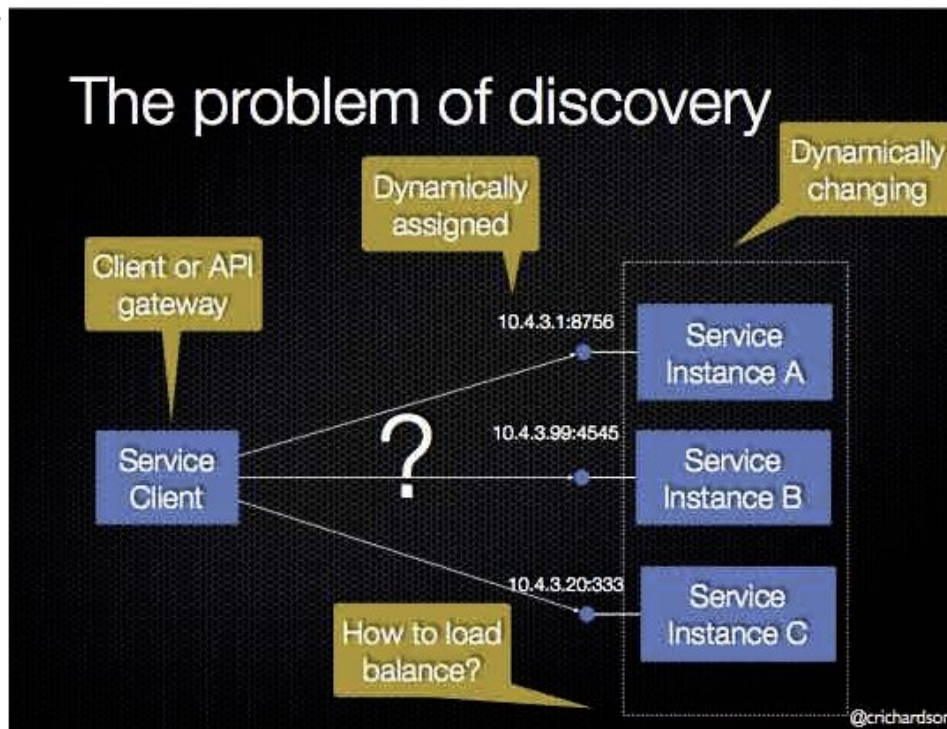 The problem of discovery
Dynamically
changing
Dynamically
assigned
Client or API
gateway
10.4.3.1:8756
Service
Instance A
?
10.4.3.99:4545
Service
Client
Service
Instance B
10.4.3.20:333
Service
Instance C
How to load
balance?
@crichardson